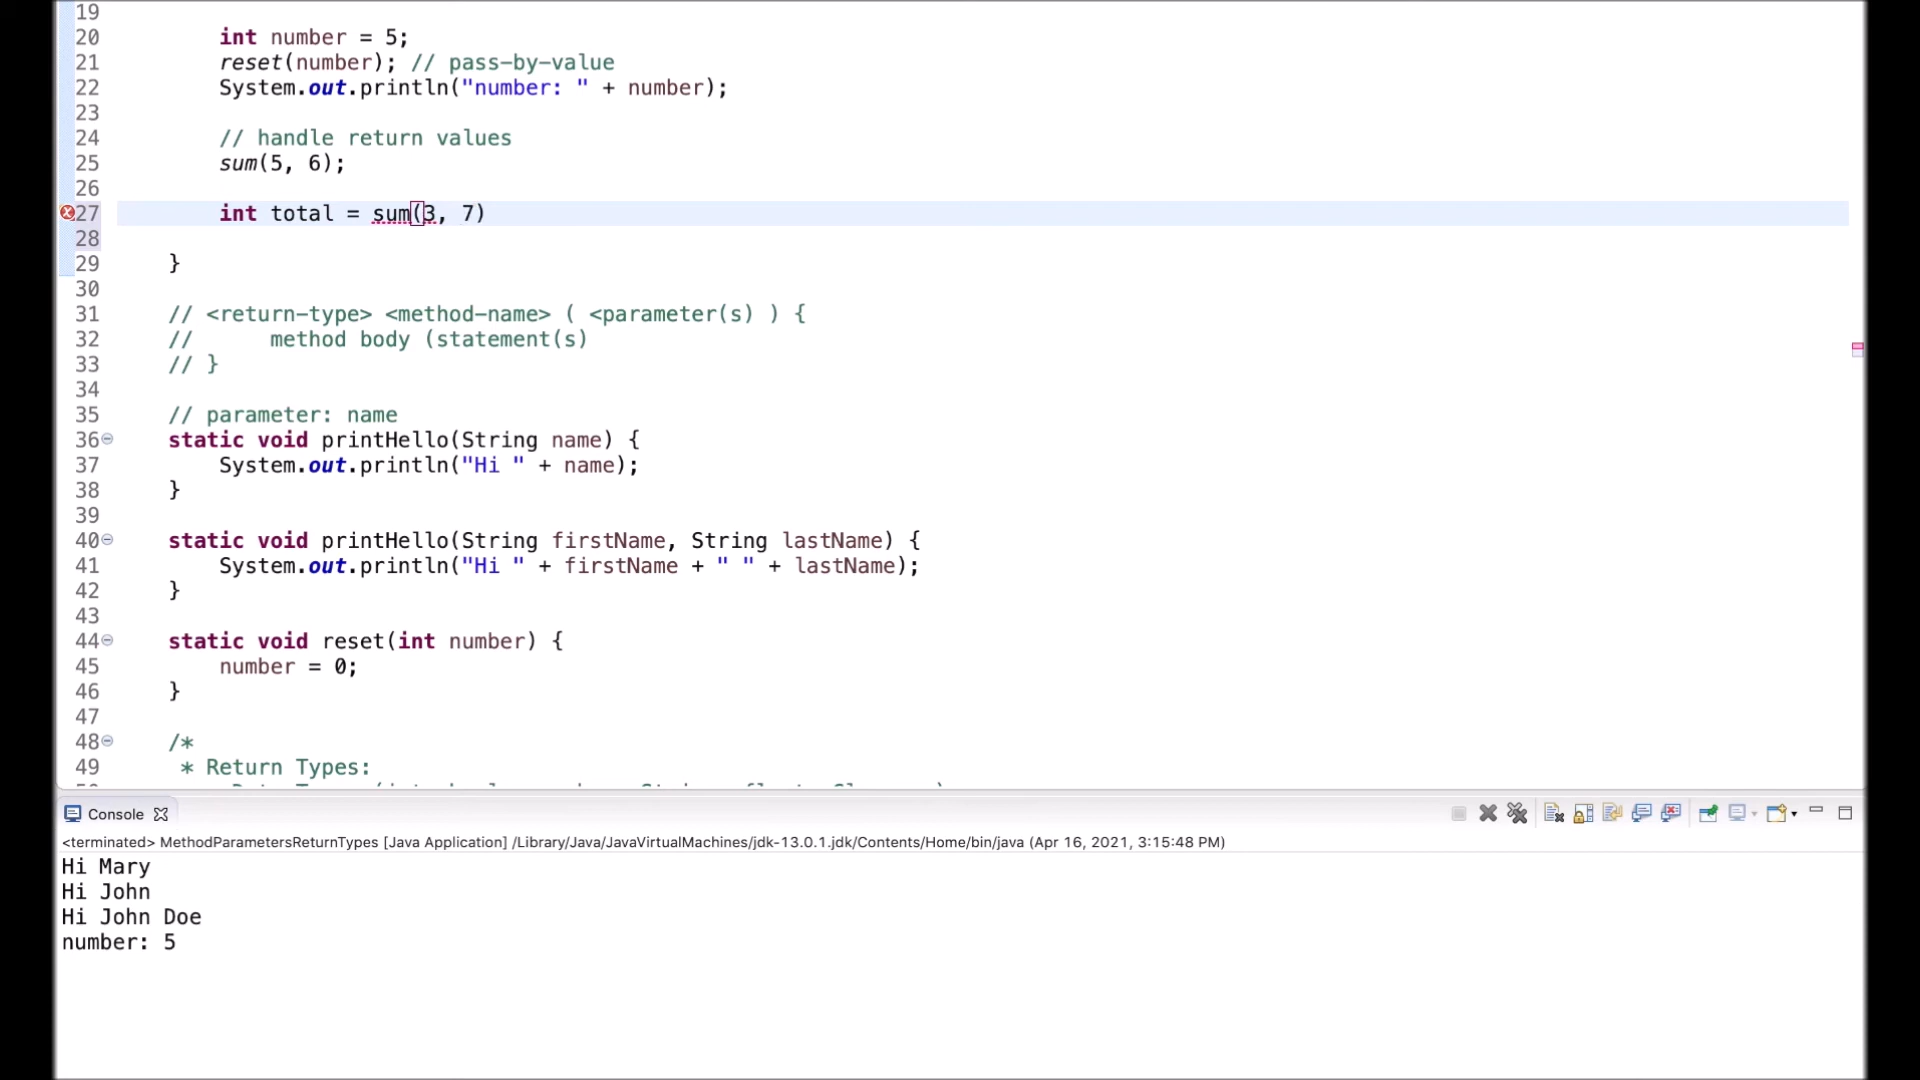 19
20 int number = 5;
21 reset(number); // pass-by-value
22 System.out.println("number: " + number);
23
24 // handle return values
25 sum(5, 6);
26
27 int total = sum(3, 7)
28
29 }
30
31 // <return-type> <method-name> ( <parameter(s) ) {
32 // method body (statement(s)
33 // }
34
35 // parameter: name
36 static void printHello(String name) {
37 System.out.println("Hi " + name);
38 }
39
40 static void printHello(String firstName, String lastName) {
41 System.out.println("Hi " + firstName + " " + lastName);
42 }
43
44 static void reset(int number) {
45 number = 0;
46 }
47
48 /*
49 * Return Types:
Console
<terminated> MethodParametersReturnTypes [Java Application] /Library/Java/JavaVirtualMachines/jdk-13.0.1.jdk/Contents/Home/bin/java (Apr 16, 2021, 3:15:48 PM)
Hi Mary
Hi John
Hi John Doe
number: 5